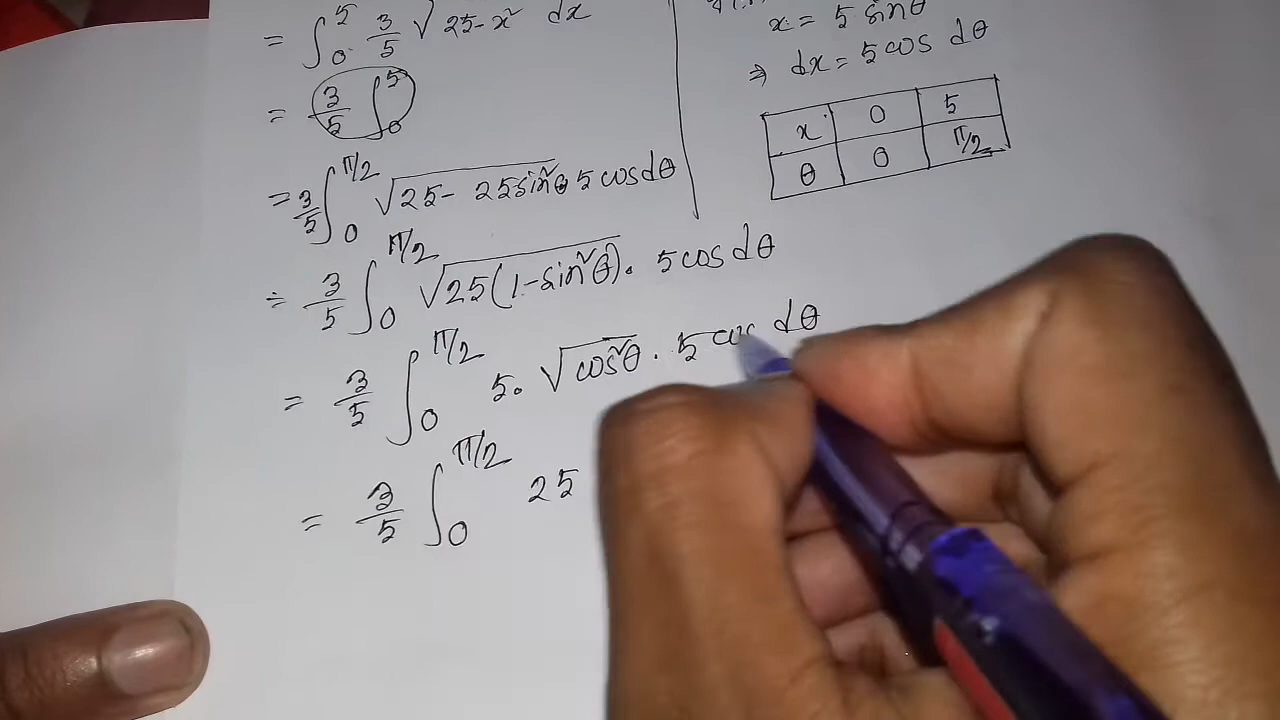 = ∫₀⁵ 3/5 √25-x² dx
= 3/5 ∫₀⁵
= 3/5 ∫₀^π/2 √25- 25sin²θ 5 cosdθ
= 3/5 ∫₀^π/2 √25(1-sin²θ) . 5cos dθ
= 3/5 ∫₀^π/2 5. √cos²θ . 5 cos dθ
= 3/5 ∫₀^π/2 25
x = 5 sinθ
⇒ dx = 5 cos dθ
x 0 5
θ 0 π/2